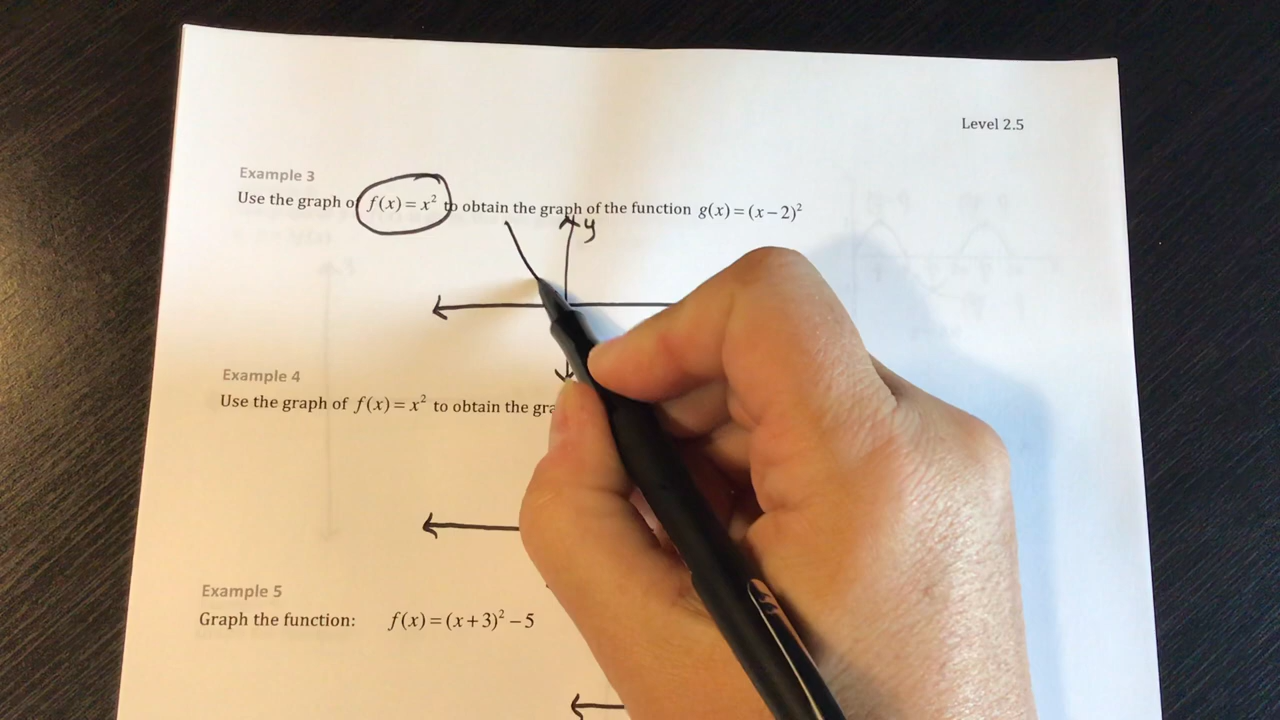 Level 2.5
Example 3
Use the graph of f(x) = x² to obtain the graph of the function g(x) = (x − 2)²
y
Example 4
Use the graph of f(x) = x² to obtain the
Example 5
Graph the function: f(x) = (x + 3)² − 5